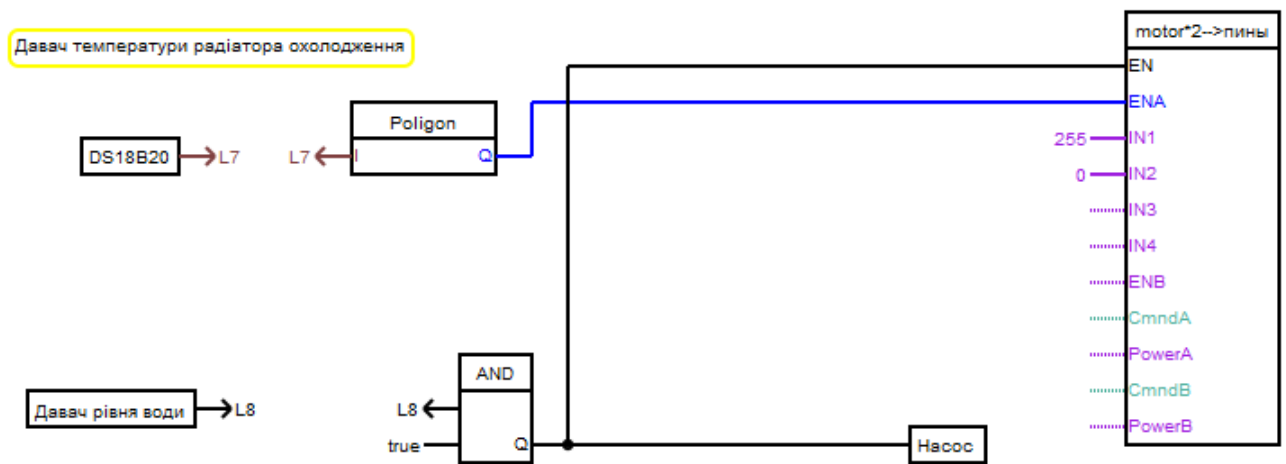 motor*2-->пины
Давач температури радіатора охолодження
EN
ENA
Poligon
DS18B20
L7
L7
I
Q
255
IN1
0
IN2
IN3
IN4
ENB
CmndA
PowerA
AND
CmndB
Давач рівня води
L8
L8
PowerB
true
Q
Насос